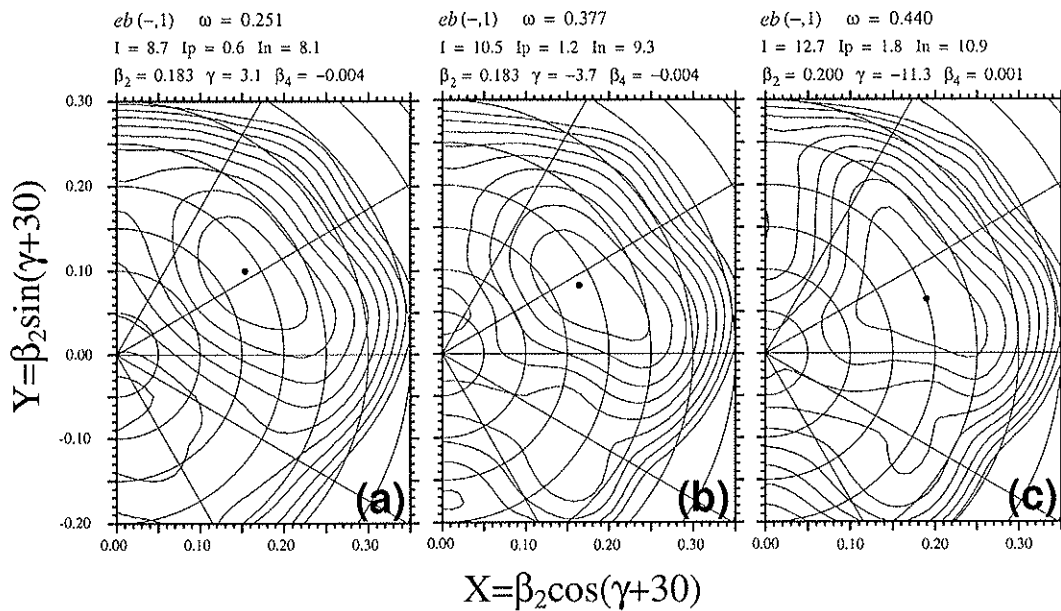 eb (−,1) ω = 0.251
I = 8.7 Ip = 0.6 In = 8.1
β₂ = 0.183 γ = 3.1 β₄ = −0.004
eb (−,1) ω = 0.377
I = 10.5 Ip = 1.2 In = 9.3
β₂ = 0.183 γ = −3.7 β₄ = −0.004
eb (−,1) ω = 0.440
I = 12.7 Ip = 1.8 In = 10.9
β₂ = 0.200 γ = −11.3 β₄ = 0.001
0.30
0.20
0.10
0.00
-0.10
-0.20
Y=β₂sin(γ+30)
(a)
(b)
(c)
0.00 0.10 0.20 0.30
0.00 0.10 0.20 0.30
0.00 0.10 0.20 0.30
X=β₂cos(γ+30)